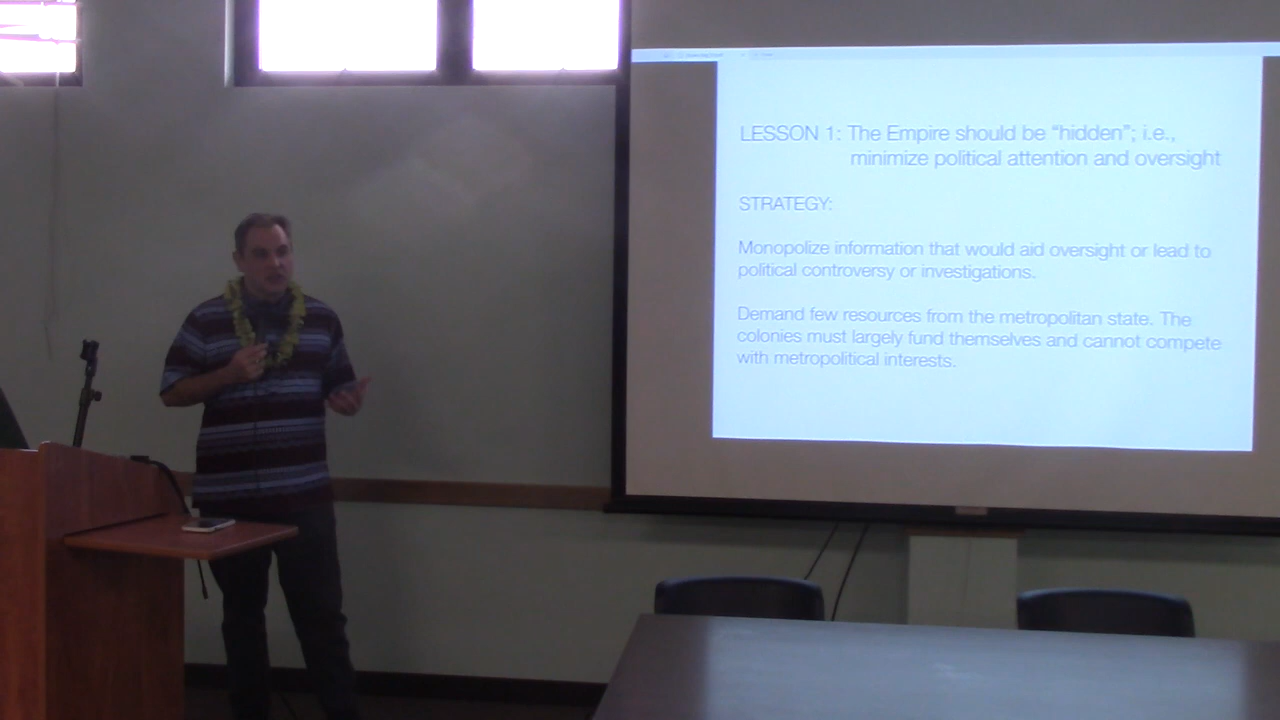 LESSON 1: The Empire should be “hidden”; i.e.,
minimize political attention and oversight
STRATEGY:
Monopolize information that would aid oversight or lead to
political controversy or investigations.
Demand few resources from the metropolitan state. The
colonies must largely fund themselves and cannot compete
with metropolitical interests.